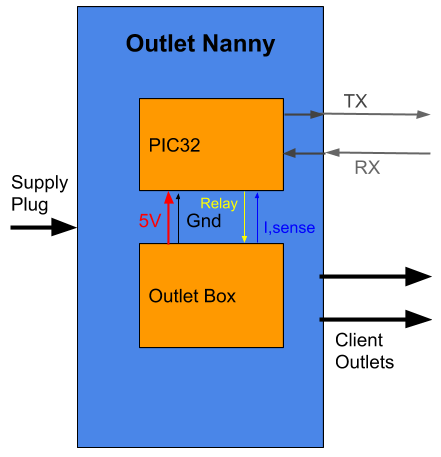 Outlet Nanny
TX
PIC32
RX
Supply
Plug
Relay
5V
Gnd
I,sense
Outlet Box
Client
Outlets